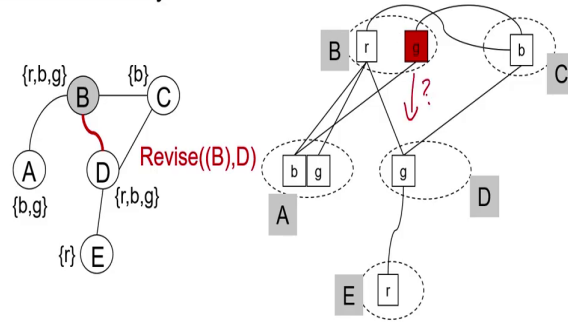 {r,b,g}
B
{b}
C
A
{b,g}
D
{r,b,g}
{r}
E
Revise((B),D)
B
r
g
b
C
?
b
g
A
g
D
E
r